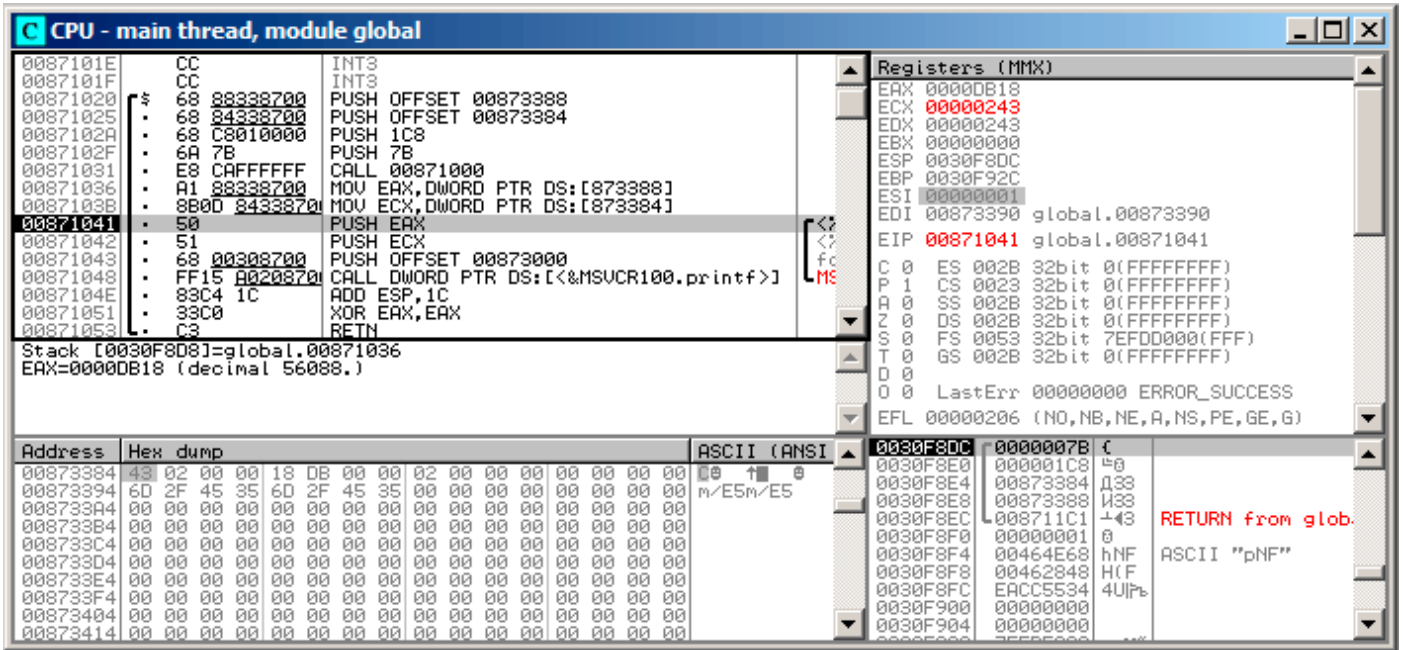 C CPU - main thread, module global
0087101E CC INT3
0087101F CC INT3
00871020 $ 68 88338700 PUSH OFFSET 00873388
00871025 . 68 84338700 PUSH OFFSET 00873384
0087102A . 68 C8010000 PUSH 1C8
0087102F . 6A 7B PUSH 7B
00871031 . E8 CAFFFFFF CALL 00871000
00871036 . A1 88338700 MOV EAX,DWORD PTR DS:[873388]
0087103B . 8B0D 8433870 MOV ECX,DWORD PTR DS:[873384]
00871041 . 50 PUSH EAX
00871042 . 51 PUSH ECX
00871043 . 68 00308700 PUSH OFFSET 00873000
00871048 . FF15 A020870 CALL DWORD PTR DS:[<&MSVCR100.printf>] MS
0087104E . 83C4 1C ADD ESP,1C
00871051 . 33C0 XOR EAX,EAX
00871053 . C3 RETN
Stack [0030F8D8]=global.00871036
EAX=0000DB18 (decimal 56088.)
Registers (MMX)
EAX 0000DB18
ECX 00000243
EDX 00000243
EBX 00000000
ESP 0030F8DC
EBP 0030F92C
ESI 00000001
EDI 00873390 global.00873390
EIP 00871041 global.00871041
C 0 ES 002B 32bit 0(FFFFFFFF)
P 1 CS 0023 32bit 0(FFFFFFFF)
A 0 SS 002B 32bit 0(FFFFFFFF)
Z 0 DS 002B 32bit 0(FFFFFFFF)
S 0 FS 0053 32bit 7EFDD000(FFF)
T 0 GS 002B 32bit 0(FFFFFFFF)
D 0
O 0 LastErr 00000000 ERROR_SUCCESS
EFL 00000206 (NO,NB,NE,A,NS,PE,GE,G)
Address Hex dump ASCII (ANSI
00873384 43 02 00 00 18 DB 00 00 02 00 00 00 00 00 00 00
00873394 6D 2F 45 35 6D 2F 45 35 00 00 00 00 00 00 00 00 m/E5m/E5
008733A4 00 00 00 00 00 00 00 00 00 00 00 00 00 00 00 00
008733B4 00 00 00 00 00 00 00 00 00 00 00 00 00 00 00 00
008733C4 00 00 00 00 00 00 00 00 00 00 00 00 00 00 00 00
008733D4 00 00 00 00 00 00 00 00 00 00 00 00 00 00 00 00
008733E4 00 00 00 00 00 00 00 00 00 00 00 00 00 00 00 00
008733F4 00 00 00 00 00 00 00 00 00 00 00 00 00 00 00 00
00873404 00 00 00 00 00 00 00 00 00 00 00 00 00 00 00 00
00873414 00 00 00 00 00 00 00 00 00 00 00 00 00 00 00 00
0030F8DC 0000007B {
0030F8E0 000001C8
0030F8E4 00873384 Д33
0030F8E8 00873388 И33
0030F8EC 008711C1 RETURN from glob
0030F8F0 00000001
0030F8F4 00464E68 hNF ASCII "pNF"
0030F8F8 00462848 H(F
0030F8FC EACC5534
0030F900 00000000
0030F904 00000000